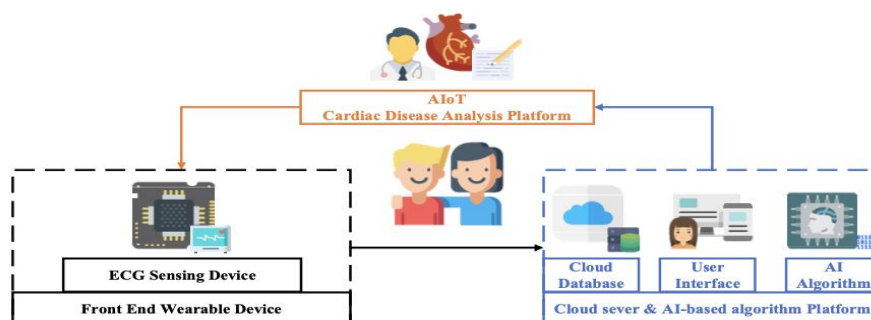 AIoT
Cardiac Disease Analysis Platform
ECG Sensing Device
Front End Wearable Device
Cloud
Database
User
Interface
AI
Algorithm
Cloud sever & AI-based algorithm Platform